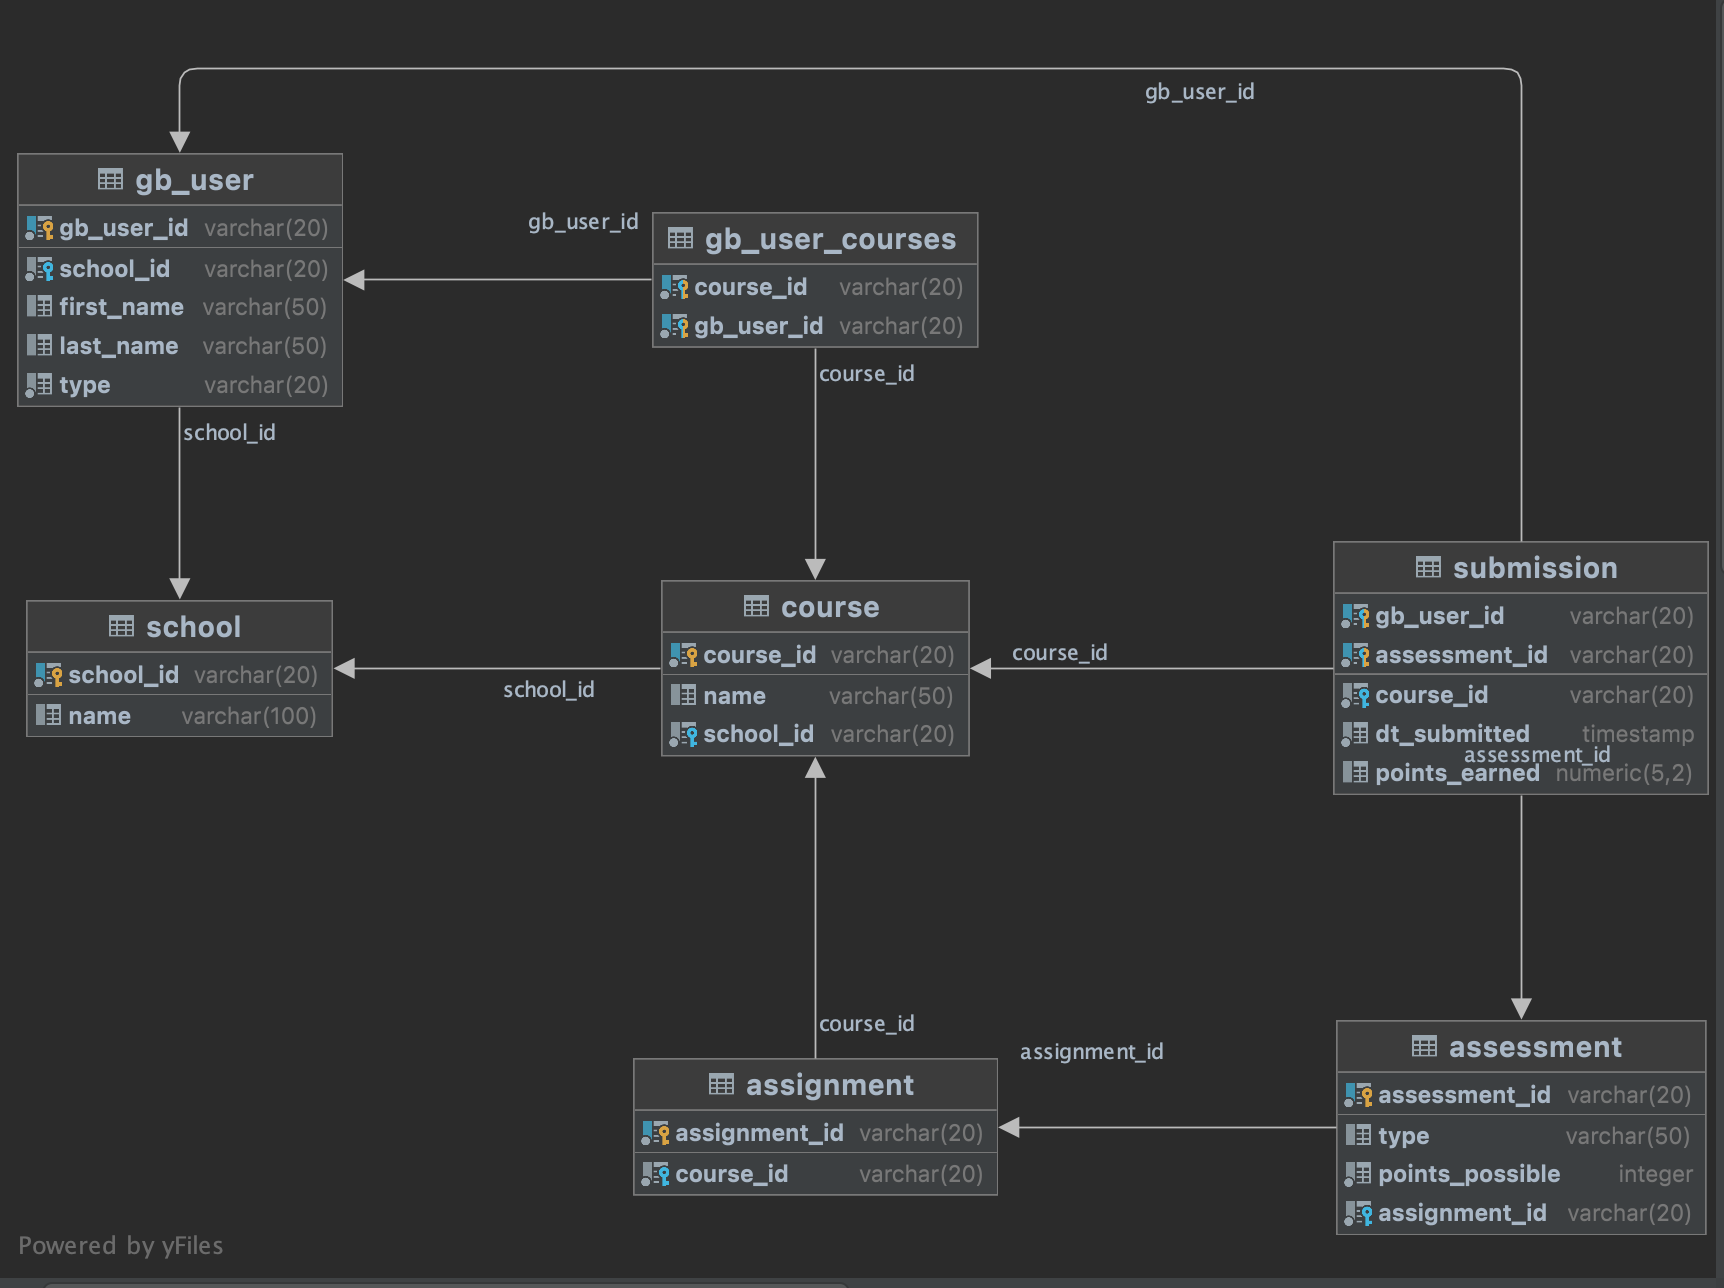 gb_user_id
gb_user
gb_user_id varchar(20)
school_id varchar(20)
first_name varchar(50)
last_name varchar(50)
type varchar(20)
gb_user_id
gb_user_courses
course_id varchar(20)
gb_user_id varchar(20)
course_id
school_id
school
school_id varchar(20)
name varchar(100)
school_id
course
course_id varchar(20)
name varchar(50)
school_id varchar(20)
course_id
submission
gb_user_id varchar(20)
assessment_id varchar(20)
course_id varchar(20)
dt_submitted timestamp
assessment_id
points_earned numeric(5,2)
course_id
assignment
assignment_id varchar(20)
course_id varchar(20)
assignment_id
assessment
assessment_id varchar(20)
type varchar(50)
points_possible integer
assignment_id varchar(20)
Powered by yFiles